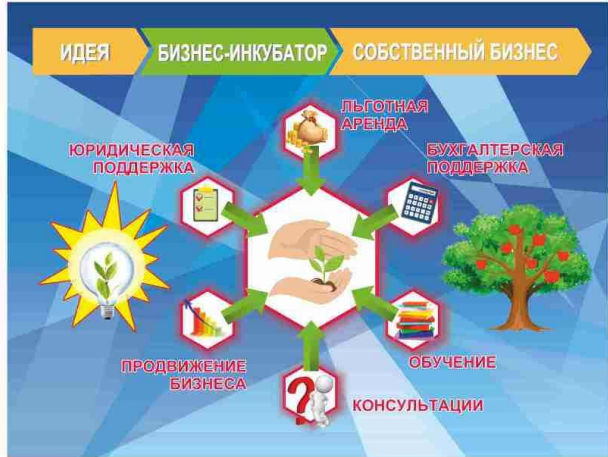 ИДЕЯ
БИЗНЕС-ИНКУБАТОР
СОБСТВЕННЫЙ БИЗНЕС
ЛЬГОТНАЯ
АРЕНДА
ЮРИДИЧЕСКАЯ
ПОДДЕРЖКА
БУХГАЛТЕРСКАЯ
ПОДДЕРЖКА
ПРОДВИЖЕНИЕ
БИЗНЕСА
ОБУЧЕНИЕ
КОНСУЛЬТАЦИИ